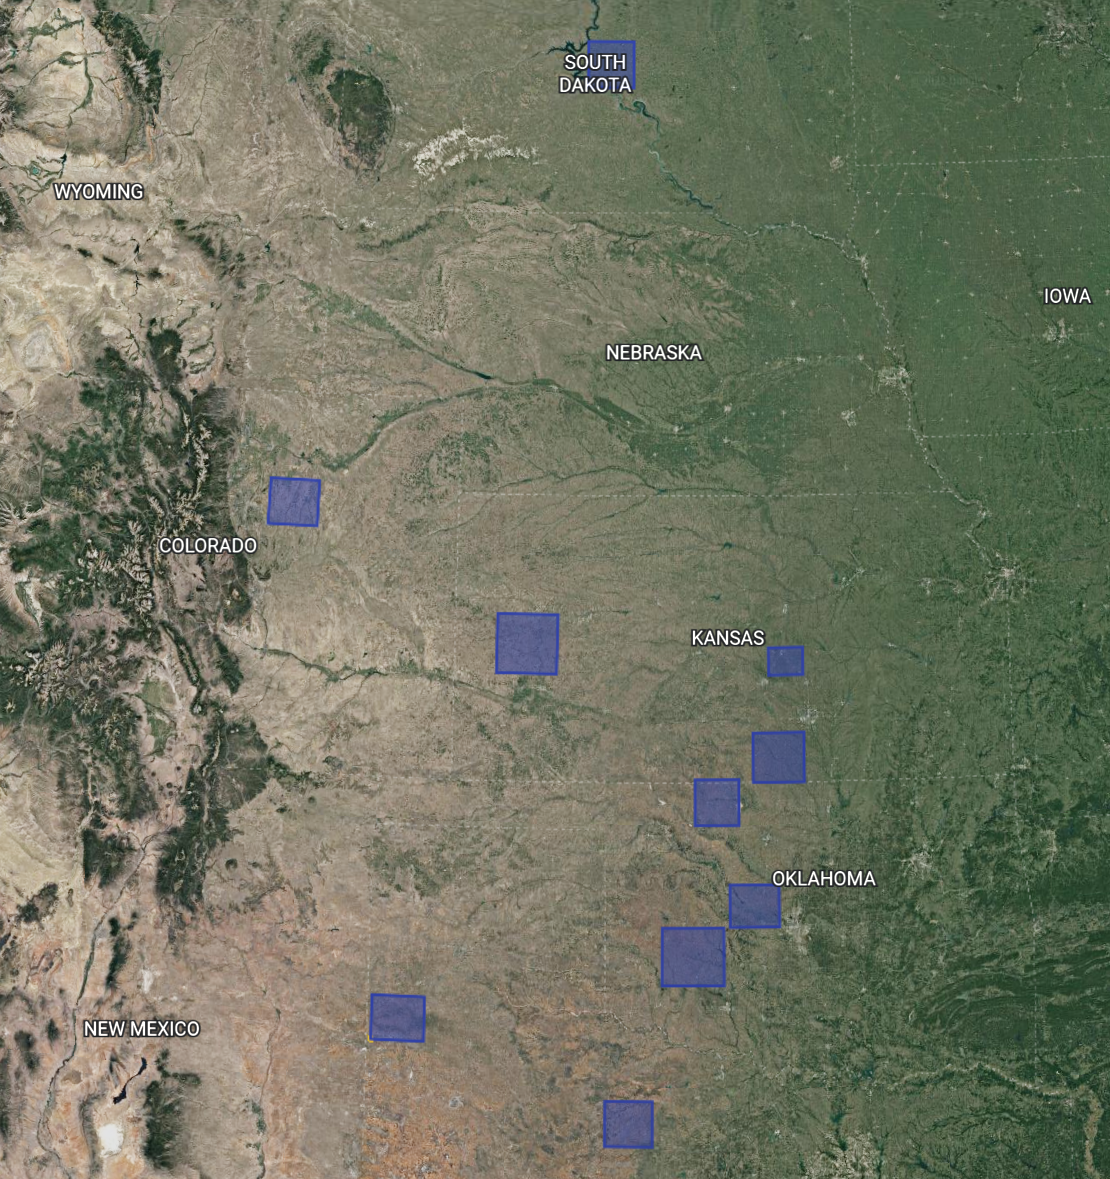 SOUTH
DAKOTA
WYOMING
IOWA
NEBRASKA
COLORADO
KANSAS
OKLAHOMA
NEW MEXICO